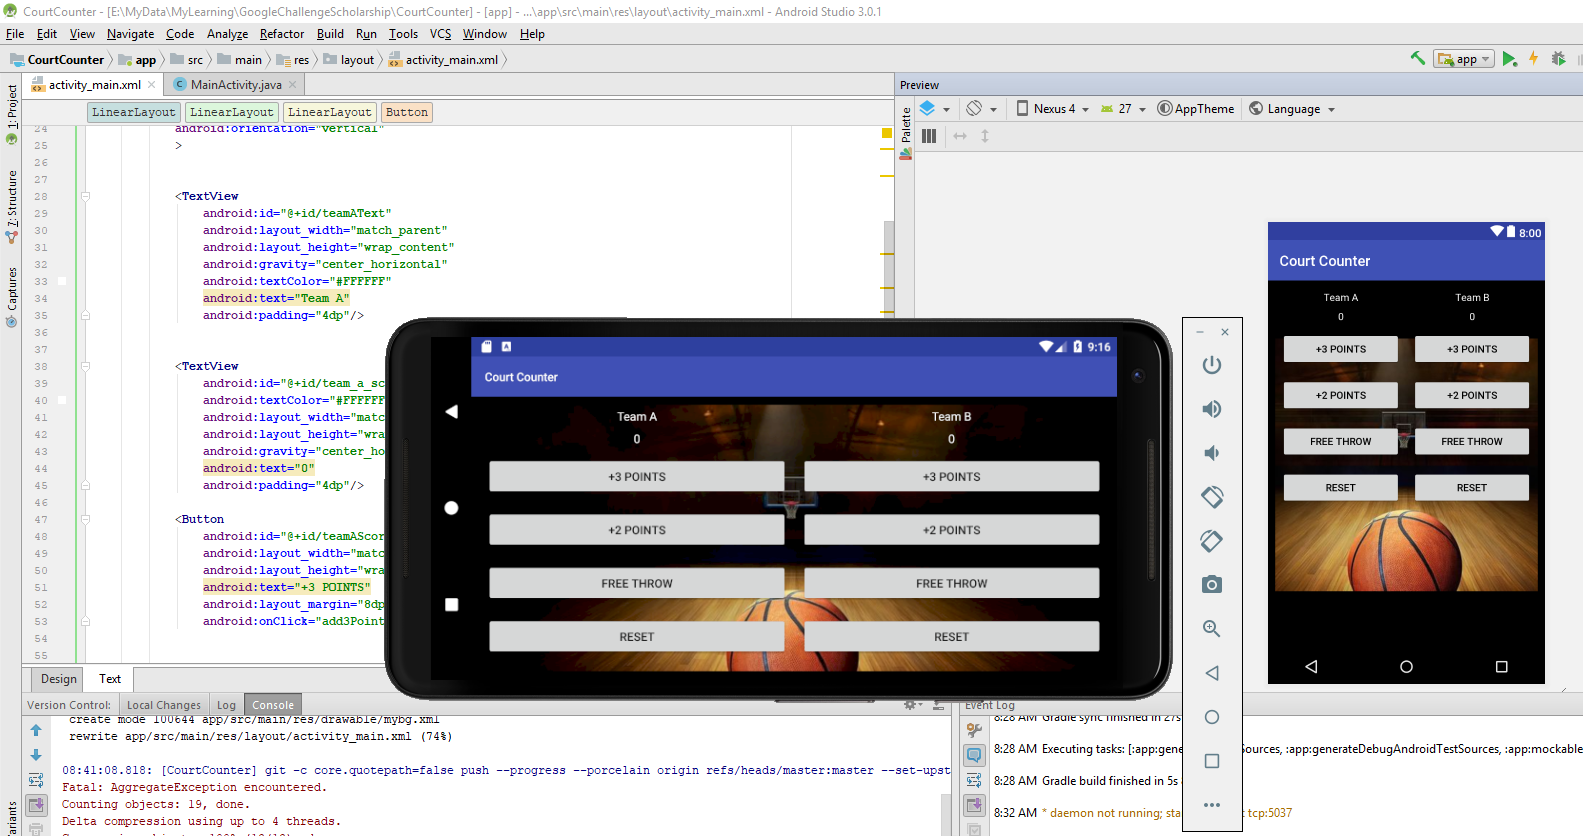 CourtCounter - [E:\MyData\MyLearning\GoogleChallengeScholarship\CourtCounter] - [app] - ...\app\src\main\res\layout\activity_main.xml - Android Studio 3.0.1
File Edit View Navigate Code Analyze Refactor Build Run Tools VCS Window Help
CourtCounter app src main res layout activity_main.xml app
activity_main.xml MainActivity.java
LinearLayout LinearLayout LinearLayout Button
1: Project
7: Structure
Captures
24 android:orientation="vertical"
25 >
26
27
28 <TextView
29 android:id="@+id/teamAText"
30 android:layout_width="match_parent"
31 android:layout_height="wrap_content"
32 android:gravity="center_horizontal"
33 android:textColor="#FFFFFF"
34 android:text="Team A"
35 android:padding="4dp"/>
36
37
38 <TextView
39 android:id="@+id/team_a_sc
40 android:textColor="#FFFFFF
41 android:layout_width="matc
42 android:layout_height="wra
43 android:gravity="center_ho
44 android:text="0"
45 android:padding="4dp"/>
46
47 <Button
48 android:id="@+id/teamAScor
49 android:layout_width="matc
50 android:layout_height="wra
51 android:text="+3 POINTS"
52 android:layout_margin="8dp
53 android:onClick="add3Point
54
55
Design Text
Preview
Palette
Nexus 4 27 AppTheme Language
8:00
Court Counter
Team A Team B
0 0
+3 POINTS +3 POINTS
+2 POINTS +2 POINTS
FREE THROW FREE THROW
RESET RESET
9:16
Court Counter
Team A Team B
0 0
+3 POINTS +3 POINTS
+2 POINTS +2 POINTS
FREE THROW FREE THROW
RESET RESET
Version Control: Local Changes Log Console
create mode 100644 app/src/main/res/drawable/mybg.xml
rewrite app/src/main/res/layout/activity_main.xml (74%)
08:41:08.818: [CourtCounter] git -c core.quotepath=false push --progress --porcelain origin refs/heads/master:master --set-upst
Fatal: AggregateException encountered.
Counting objects: 19, done.
Delta compression using up to 4 threads.
Event Log
8:28 AM Gradle sync finished in 27s
8:28 AM Executing tasks: [:app:gene Sources, :app:generateDebugAndroidTestSources, :app:mockable
8:28 AM Gradle build finished in 5s
8:32 AM * daemon not running; sta t tcp:5037